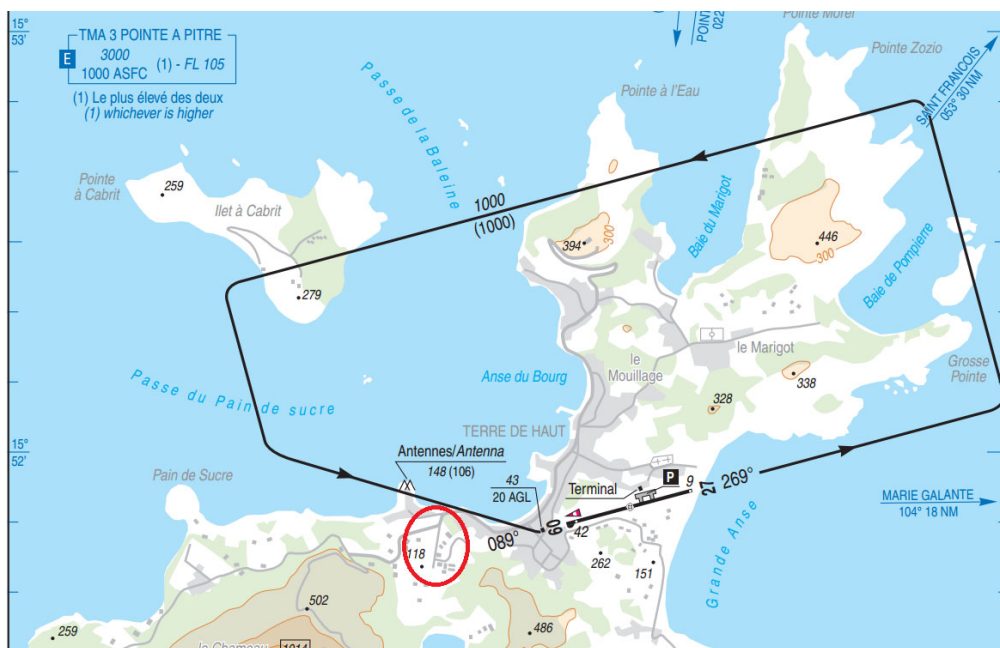 15°
53'
TMA 3 POINTE A PITRE
E
3000
1000 ASFC
(1) - FL 105
(1) Le plus élevé des deux
(1) whichever is higher
022
Pointe Morel
Pointe Zozio
SAINT FRANCOIS
053° 30 NM
Pointe à l'Eau
Passe de la Baleine
Pointe
à Cabrit
259
Ilet à Cabrit
1000
(1000)
279
394
300
Baie du Marigot
446
300
Baie de Pompierre
Passe du Pain de sucre
Anse du Bourg
le
Mouillage
le Marigot
338
Grosse
Pointe
328
15°
52'
TERRE DE HAUT
Antennes/Antenna
148 (106)
Pain de Sucre
43
20 AGL
Terminal
P
9
27
269°
MARIE GALANTE
104° 18 NM
089°
09
42
118
262
151
Grande Anse
502
259
486
le Chameau
1014